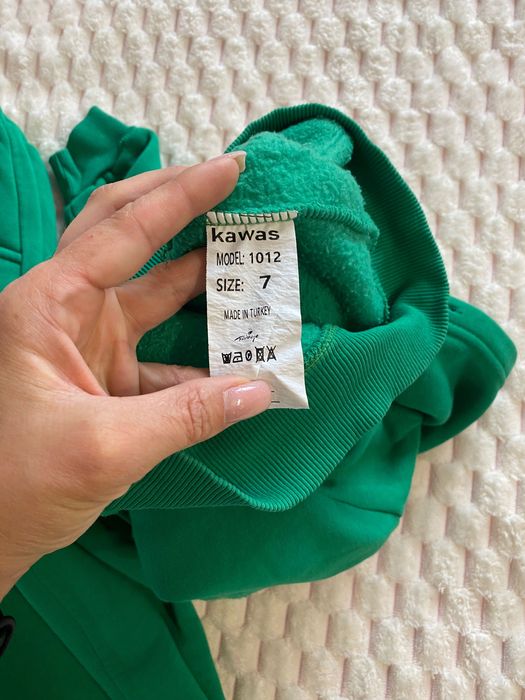 kawas
MODEL: 1012
SIZE: 7
MADE IN TURKEY